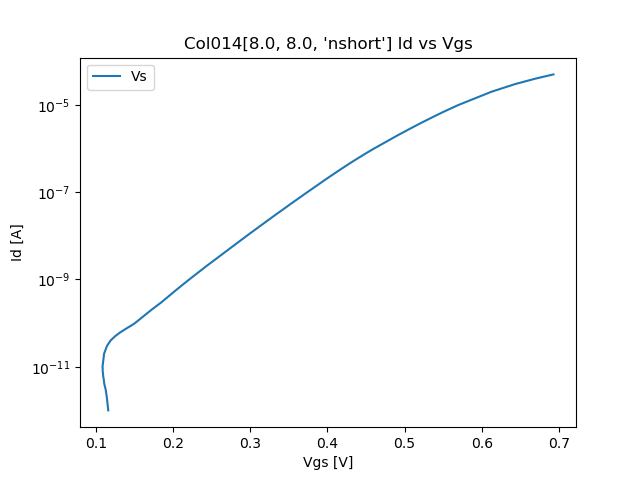 Col014[8.0, 8.0, 'nshort'] Id vs Vgs
Vs
10⁻⁵
10⁻⁷
10⁻⁹
10⁻¹¹
Id [A]
0.1 0.2 0.3 0.4 0.5 0.6 0.7
Vgs [V]